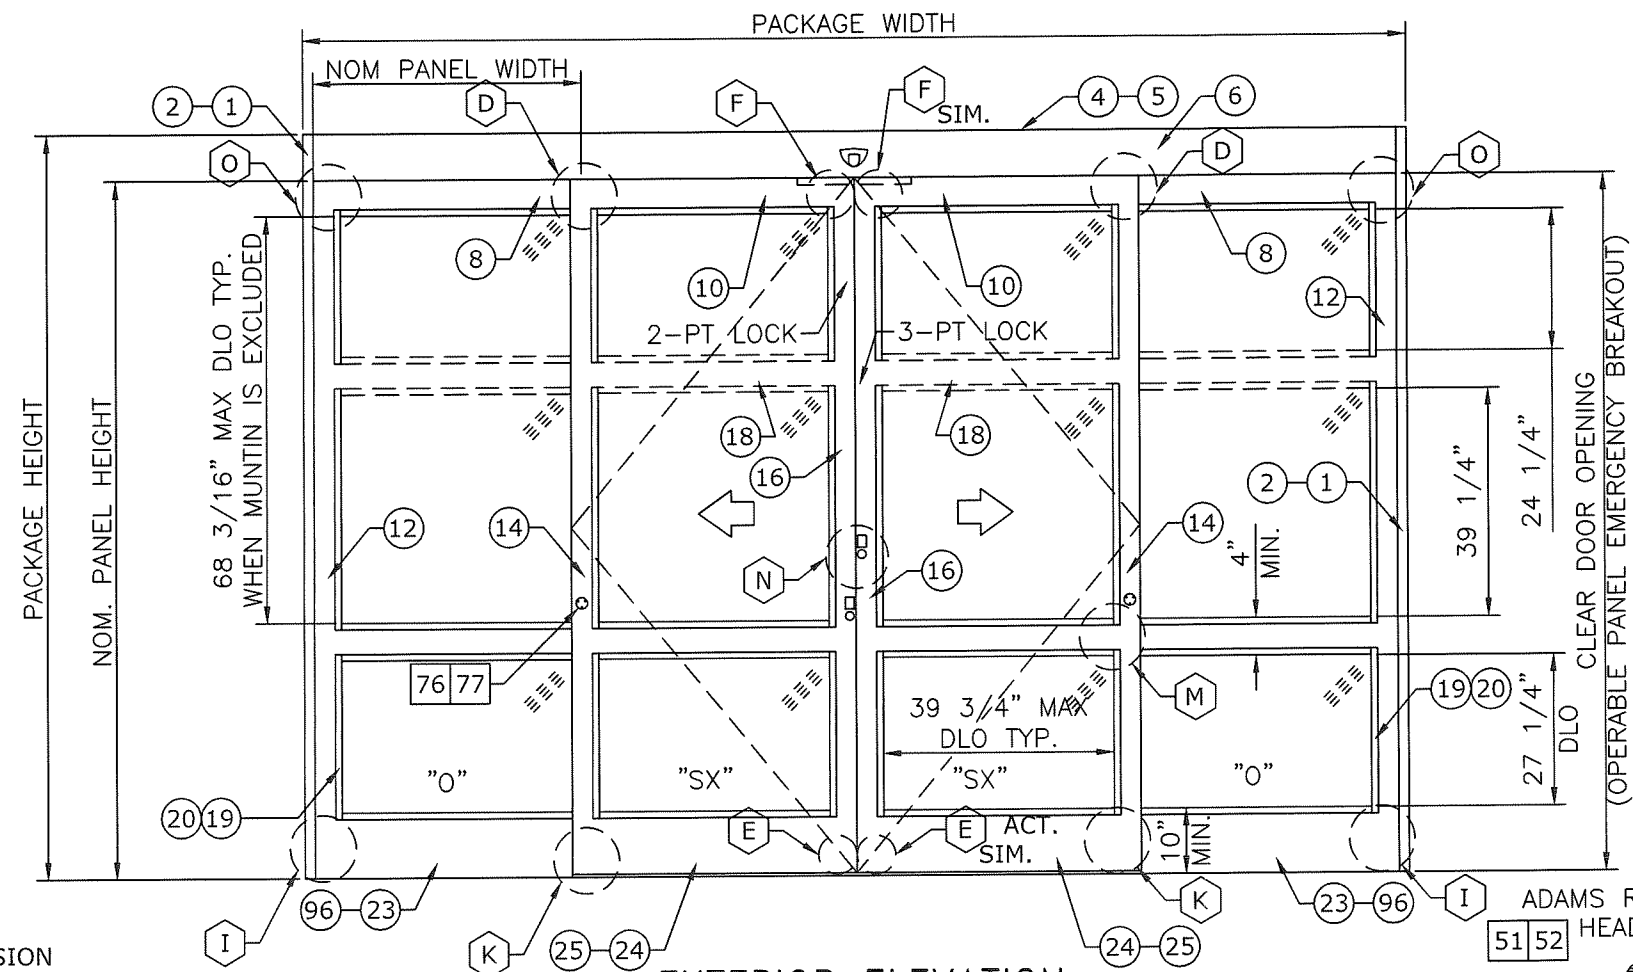 PACKAGE WIDTH
NOM PANEL WIDTH
2 1
D
F
F
SIM.
4 5
6
O
D
O
8
10
10
8
12
68 3/16" MAX DLO TYP.
WHEN MUNTIN IS EXCLUDED
2-PT LOCK
3-PT LOCK
PACKAGE HEIGHT
NOM. PANEL HEIGHT
18
16
18
2 1
12
14
14
4"
MIN.
39 1/4"
24 1/4"
CLEAR DOOR OPENING
(OPERABLE PANEL EMERGENCY BREAKOUT)
N
16
76 77
M
39 3/4" MAX
DLO TYP.
19 20
27 1/4"
DLO
"O"
"SX"
"SX"
"O"
20 19
E
E
ACT.
SIM.
10"
MIN.
96 23
I
K
25 24
24 25
K
23 96
I
ADAMS R
HEAD
51 52
SION
EXTERIOR ELEVATION